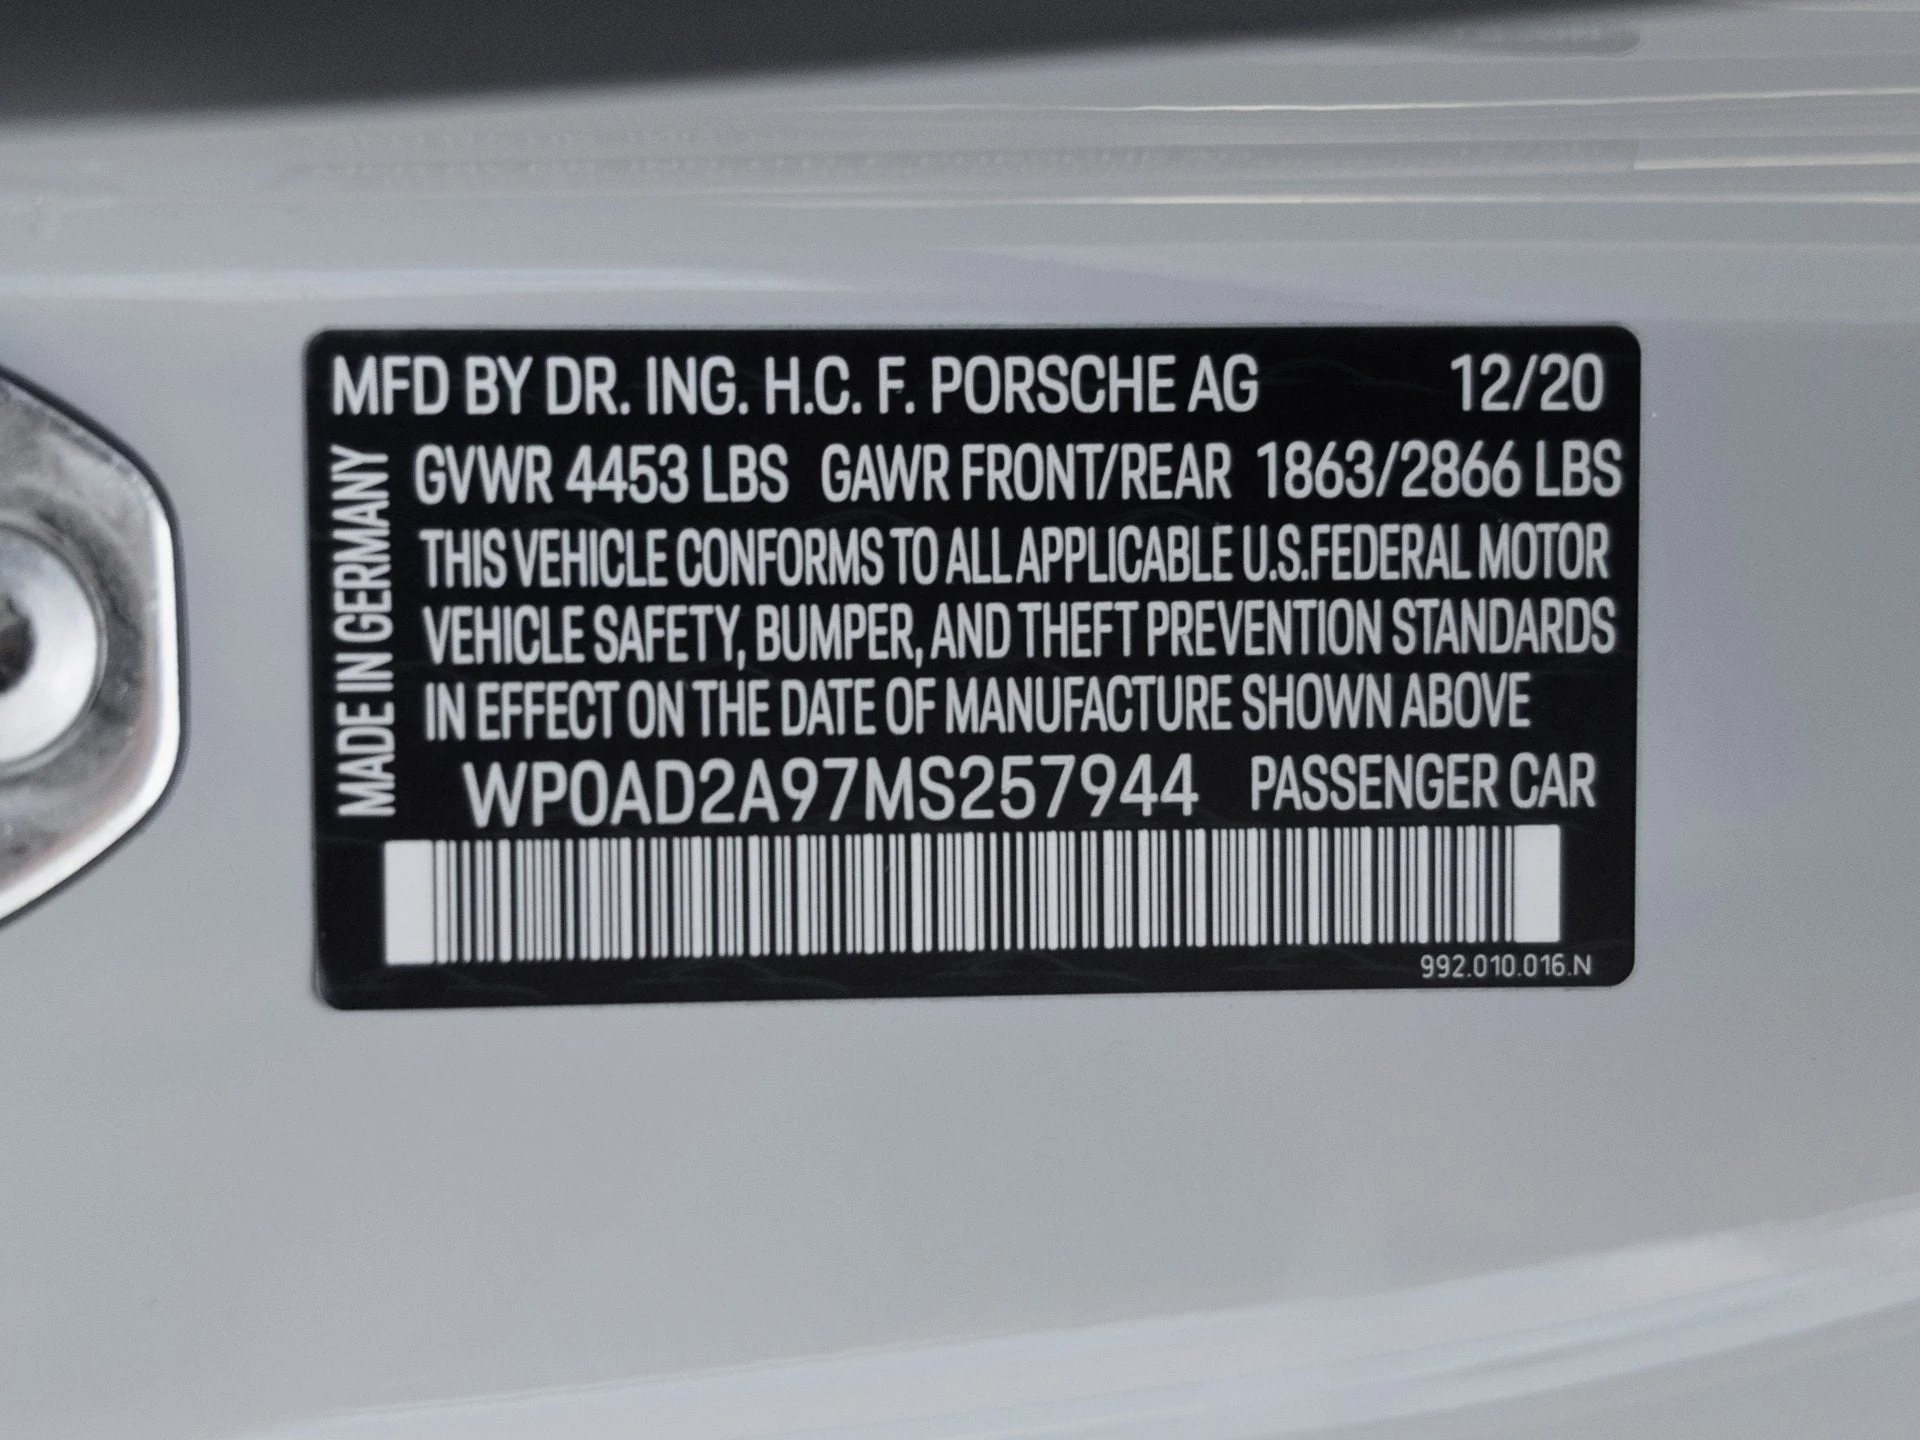 MFD BY DR. ING. H.C. F. PORSCHE AG 12/20
MADE IN GERMANY
GVWR 4453 LBS GAWR FRONT/REAR 1863/2866 LBS
THIS VEHICLE CONFORMS TO ALL APPLICABLE U.S.FEDERAL MOTOR
VEHICLE SAFETY, BUMPER, AND THEFT PREVENTION STANDARDS
IN EFFECT ON THE DATE OF MANUFACTURE SHOWN ABOVE
WP0AD2A97MS257944 PASSENGER CAR
992.010.016.N